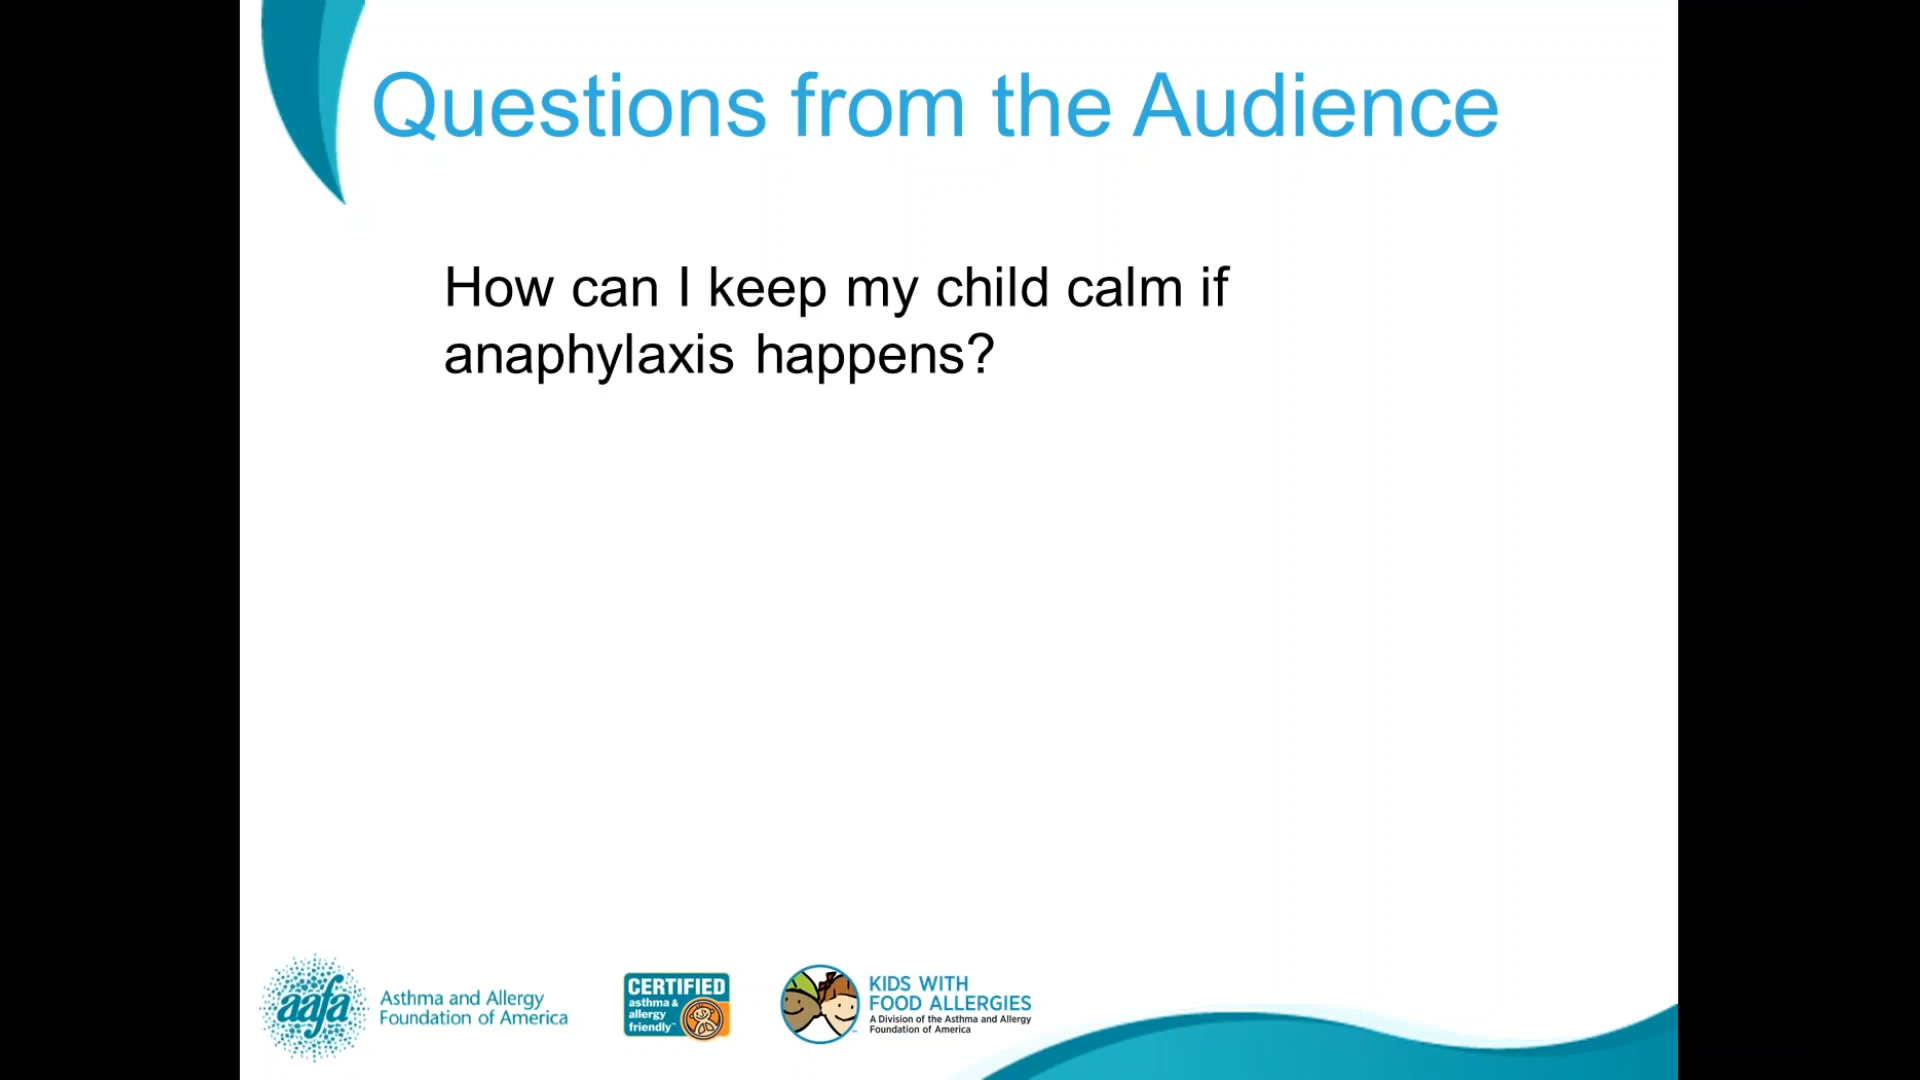 Questions from the Audience
How can I keep my child calm if
anaphylaxis happens?
aafa
Asthma and Allergy
Foundation of America
CERTIFIED
asthma &
allergy
friendly™
KIDS WITH
FOOD ALLERGIES
A Division of the Asthma and Allergy
Foundation of America